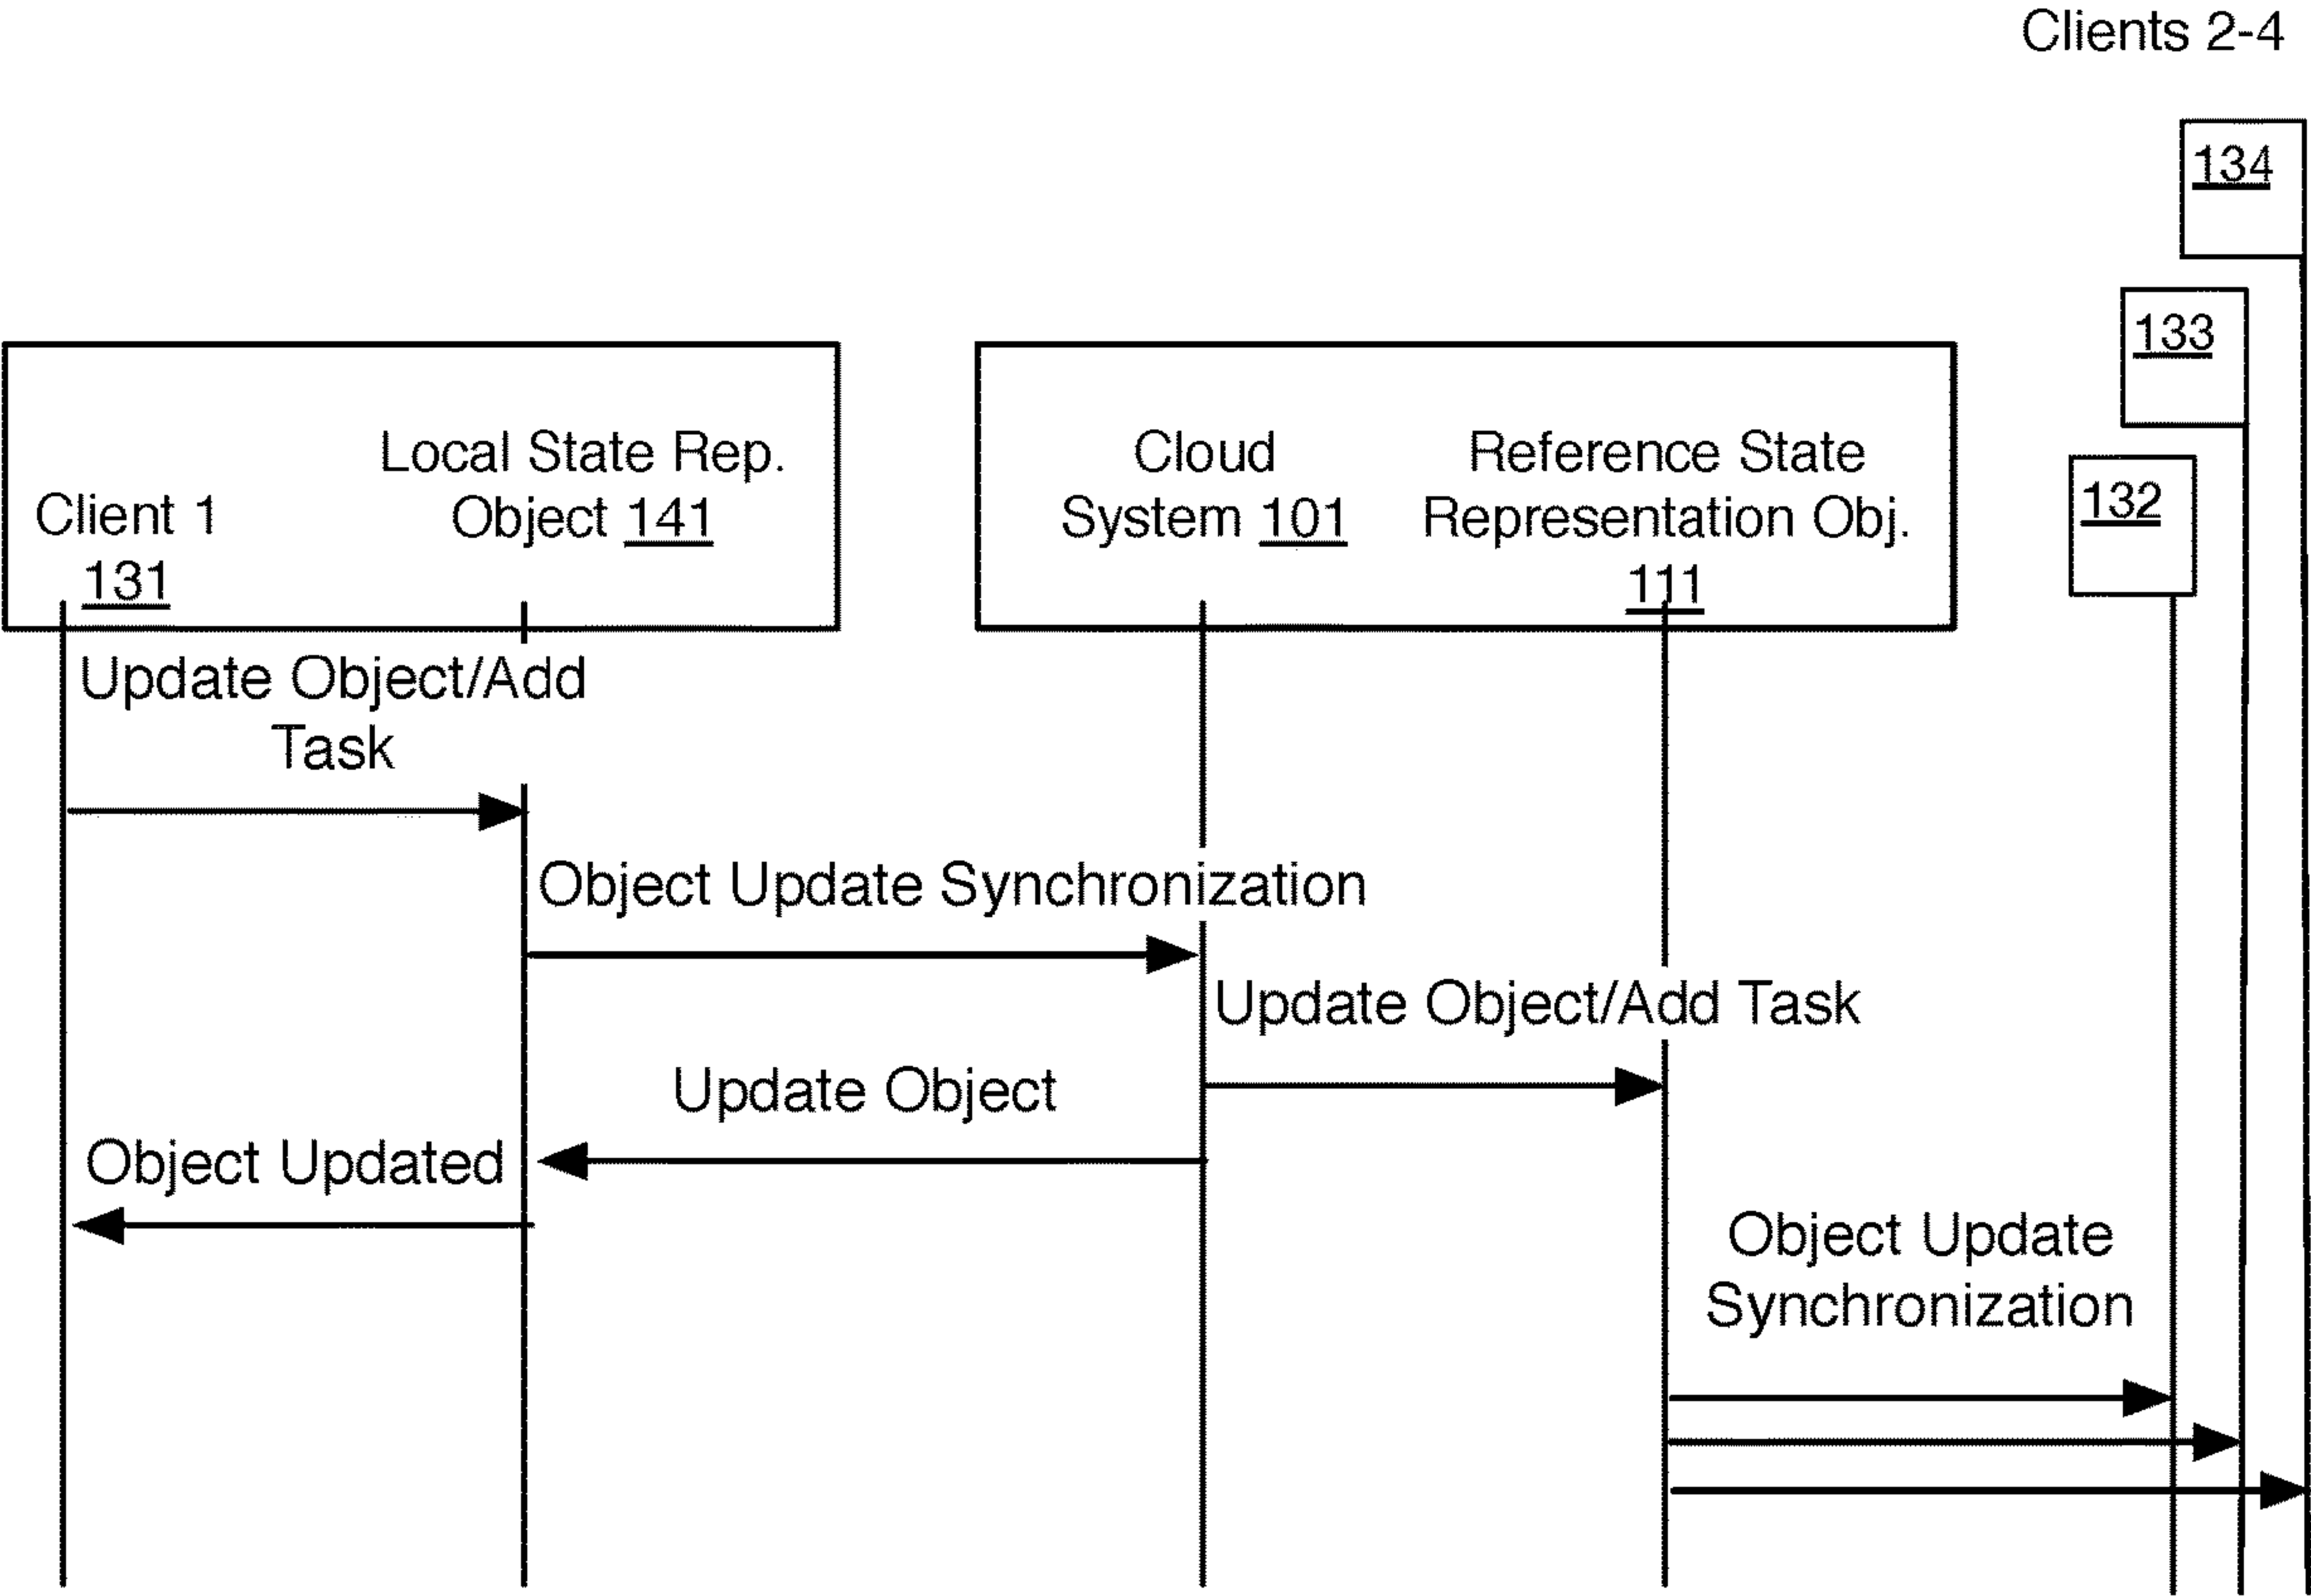 Clients 2-4
134
133
132
Client 1
131
Local State Rep.
Object 141
Cloud
System 101
Reference State
Representation Obj.
111
Update Object/Add
Task
Object Update Synchronization
Update Object/Add Task
Update Object
Object Updated
Object Update
Synchronization